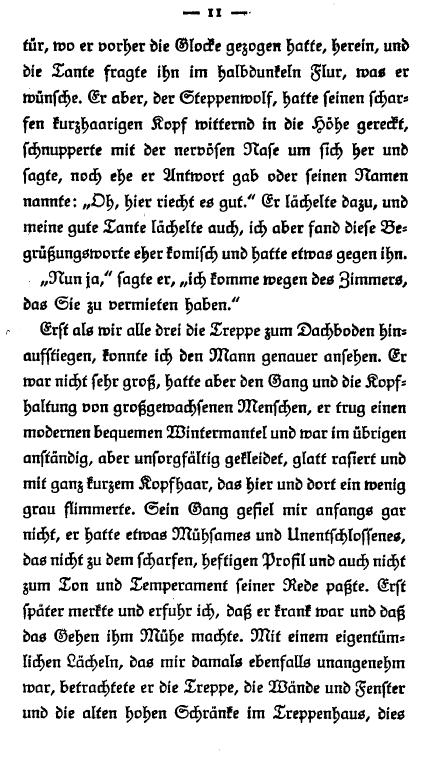 — 11 —
tür, wo er vorher die Glocke gezogen hatte, herein, und
die Tante fragte ihn im halbdunkeln Flur, was er
wünsche. Er aber, der Steppenwolf, hatte seinen schar-
fen kurzhaarigen Kopf witternd in die Höhe gereckt,
schnupperte mit der nervösen Nase um sich her und
sagte, noch ehe er Antwort gab oder seinen Namen
nannte: „Oh, hier riecht es gut.“ Er lächelte dazu, und
meine gute Tante lächelte auch, ich aber fand diese Be-
grüßungsworte eher komisch und hatte etwas gegen ihn.
„Nun ja,“ sagte er, „ich komme wegen des Zimmers,
das Sie zu vermieten haben.“
Erst als wir alle drei die Treppe zum Dachboden hin-
aufstiegen, konnte ich den Mann genauer ansehen. Er
war nicht sehr groß, hatte aber den Gang und die Kopf-
haltung von großgewachsenen Menschen, er trug einen
modernen bequemen Wintermantel und war im übrigen
anständig, aber unsorgfältig gekleidet, glatt rasiert und
mit ganz kurzem Kopfhaar, das hier und dort ein wenig
grau flimmerte. Sein Gang gefiel mir anfangs gar
nicht, er hatte etwas Mühsames und Unentschlossenes,
das nicht zu dem scharfen, heftigen Profil und auch nicht
zum Ton und Temperament seiner Rede paßte. Erst
später merkte und erfuhr ich, daß er krank war und daß
das Gehen ihm Mühe machte. Mit einem eigentüm-
lichen Lächeln, das mir damals ebenfalls unangenehm
war, betrachtete er die Treppe, die Wände und Fenster
und die alten hohen Schränke im Treppenhaus, dies